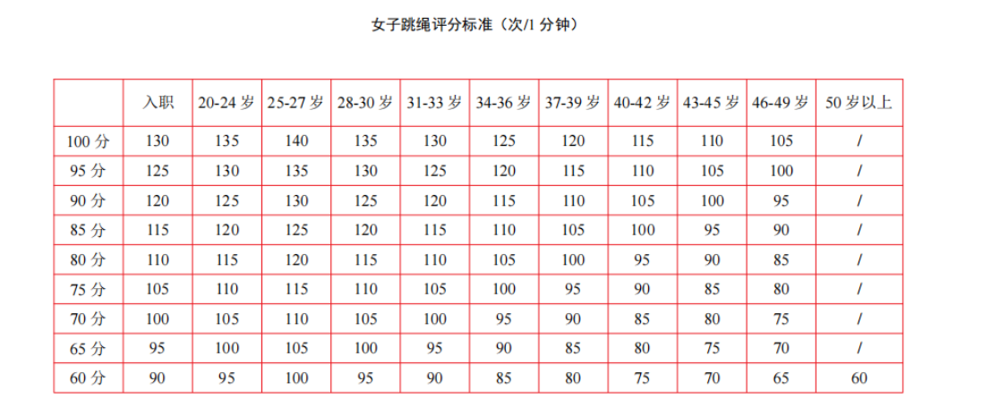 女子跳绳评分标准（次/1 分钟）
入职 20-24 岁 25-27 岁 28-30 岁 31-33 岁 34-36 岁 37-39 岁 40-42 岁 43-45 岁 46-49 岁 50 岁以上
100 分 130 135 140 135 130 125 120 115 110 105 /
95 分 125 130 135 130 125 120 115 110 105 100 /
90 分 120 125 130 125 120 115 110 105 100 95 /
85 分 115 120 125 120 115 110 105 100 95 90 /
80 分 110 115 120 115 110 105 100 95 90 85 /
75 分 105 110 115 110 105 100 95 90 85 80 /
70 分 100 105 110 105 100 95 90 85 80 75 /
65 分 95 100 105 100 95 90 85 80 75 70 /
60 分 90 95 100 95 90 85 80 75 70 65 60